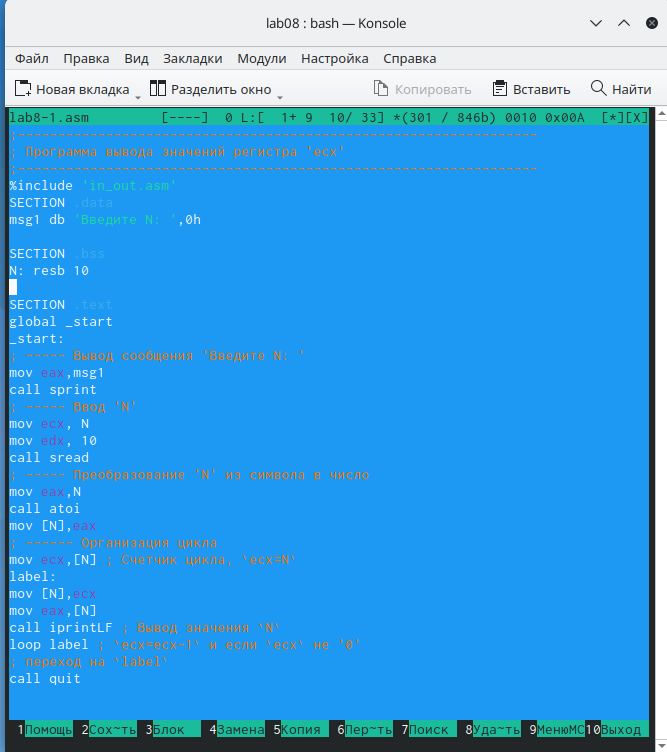 lab08 : bash — Konsole
Файл Правка Вид Закладки Модули Настройка Справка
Новая вкладка Разделить окно Копировать Вставить Найти
lab8-1.asm [----] 0 L:[ 1+ 9 10/ 33] *(301 / 846b) 0010 0x00A [*][X]
;-----------------------------------------------------------------
; Программа вывода значений регистра 'ecx'
;-----------------------------------------------------------------
%include 'in_out.asm'
SECTION .data
msg1 db 'Введите N: ',0h
SECTION .bss
N: resb 10
SECTION .text
global _start
_start:
; ----- Вывод сообщения 'Введите N: '
mov eax,msg1
call sprint
; ----- Ввод 'N'
mov ecx, N
mov edx, 10
call sread
; ----- Преобразование 'N' из символа в число
mov eax,N
call atoi
mov [N],eax
; ------ Организация цикла
mov ecx,[N] ; Счетчик цикла, `ecx=N`
label:
mov [N],ecx
mov eax,[N]
call iprintLF ; Вывод значения `N`
loop label ; `ecx=ecx-1` и если `ecx` не '0'
; переход на `label`
call quit
1Помощь 2Сох~ть 3Блок 4Замена 5Копия 6Пер~ть 7Поиск 8Уда~ть 9МенюMC 10Выход